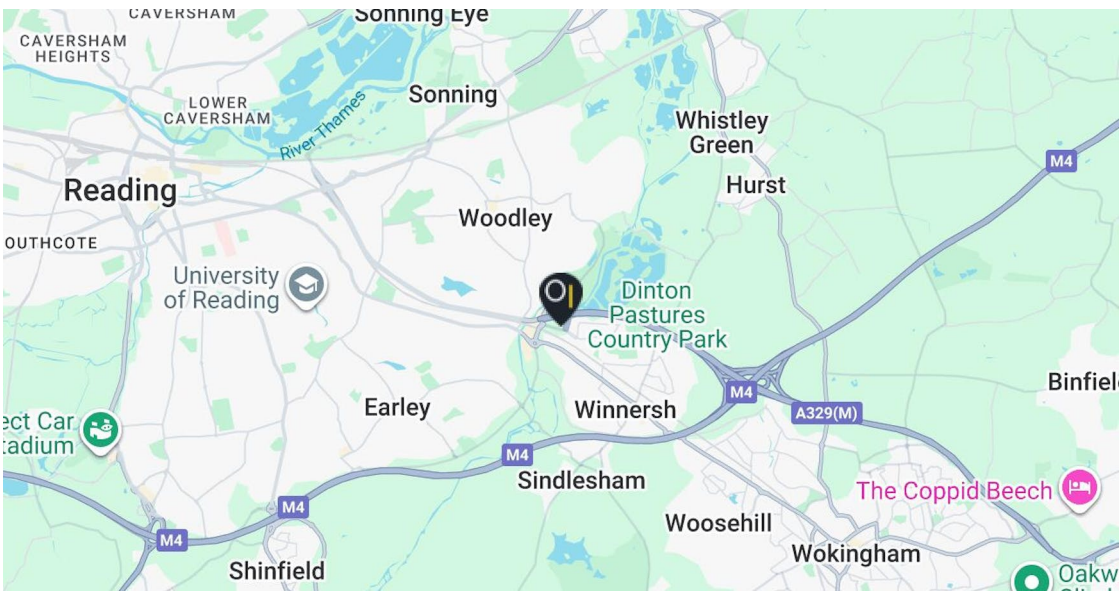 CAVERSHAM
Sonning Eye
CAVERSHAM
HEIGHTS
Sonning
LOWER
CAVERSHAM
River Thames
Whistley
Green
M4
Reading
Hurst
Woodley
OUTHCOTE
University
of Reading
Dinton
Pastures
Country Park
Binfiel
M4
Earley
Winnersh
A329(M)
ect Car
tadium
M4
Sindlesham
The Coppid Beech
M4
Woosehill
M4
Wokingham
Shinfield
Oakw